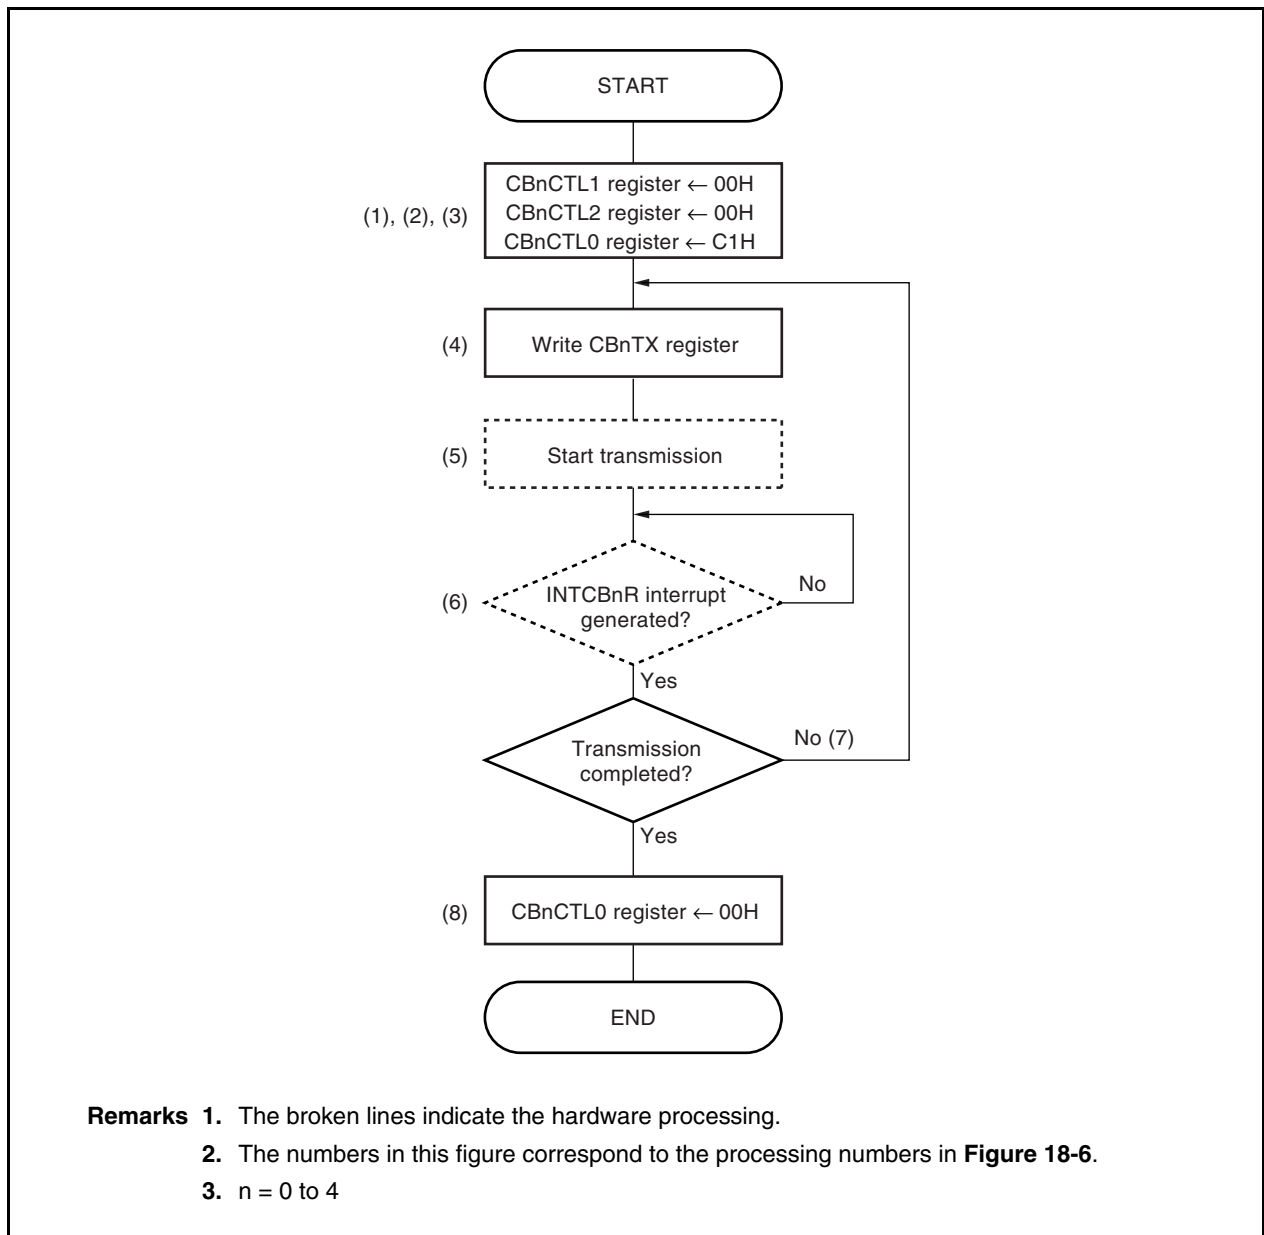 START
CBnCTL1 register ← 00H
CBnCTL2 register ← 00H
(1), (2), (3)
CBnCTL0 register ← C1H
(4)
Write CBnTX register
(5)
Start transmission
No
INTCBnR interrupt
(6)
generated?
Yes
No (7)
Transmission
completed?
Yes
(8)
CBnCTL0 register ← 00H
END
Remarks 1. The broken lines indicate the hardware processing.
2. The numbers in this figure correspond to the processing numbers in Figure 18-6.
3. n = 0 to 4